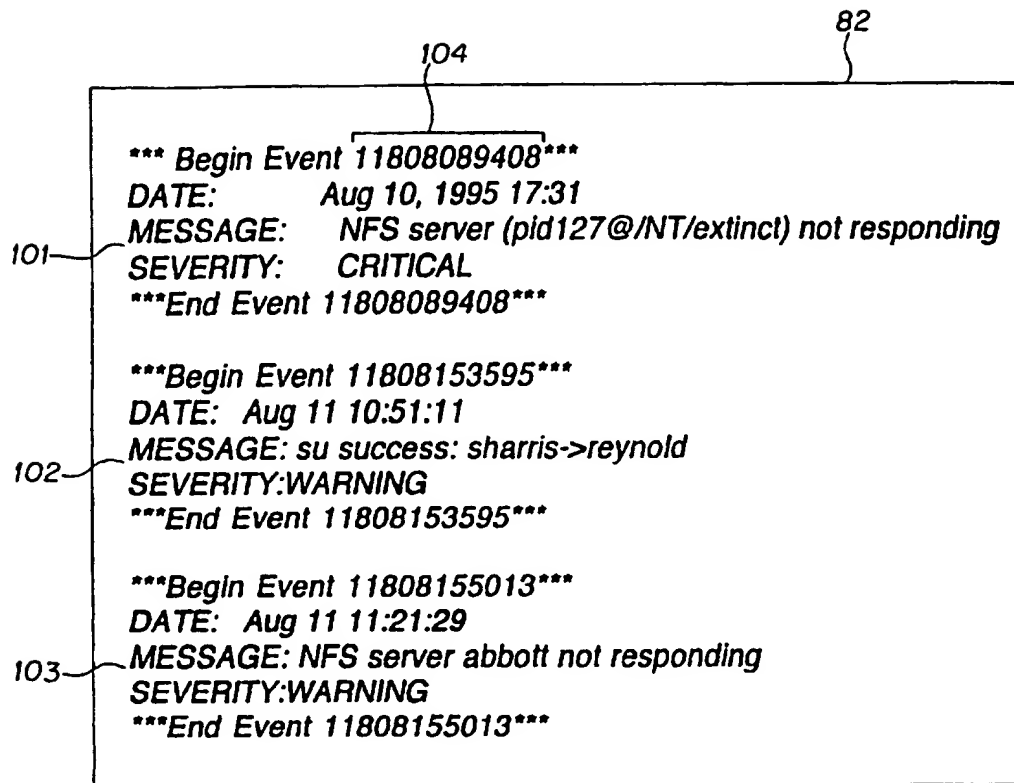 82
104
*** Begin Event 11808089408***
DATE: Aug 10, 1995 17:31
101 MESSAGE: NFS server (pid127@/NT/extinct) not responding
SEVERITY: CRITICAL
***End Event 11808089408***
***Begin Event 11808153595***
DATE: Aug 11 10:51:11
102 MESSAGE: su success: sharris->reynold
SEVERITY:WARNING
***End Event 11808153595***
***Begin Event 11808155013***
DATE: Aug 11 11:21:29
103 MESSAGE: NFS server abbott not responding
SEVERITY:WARNING
***End Event 11808155013***